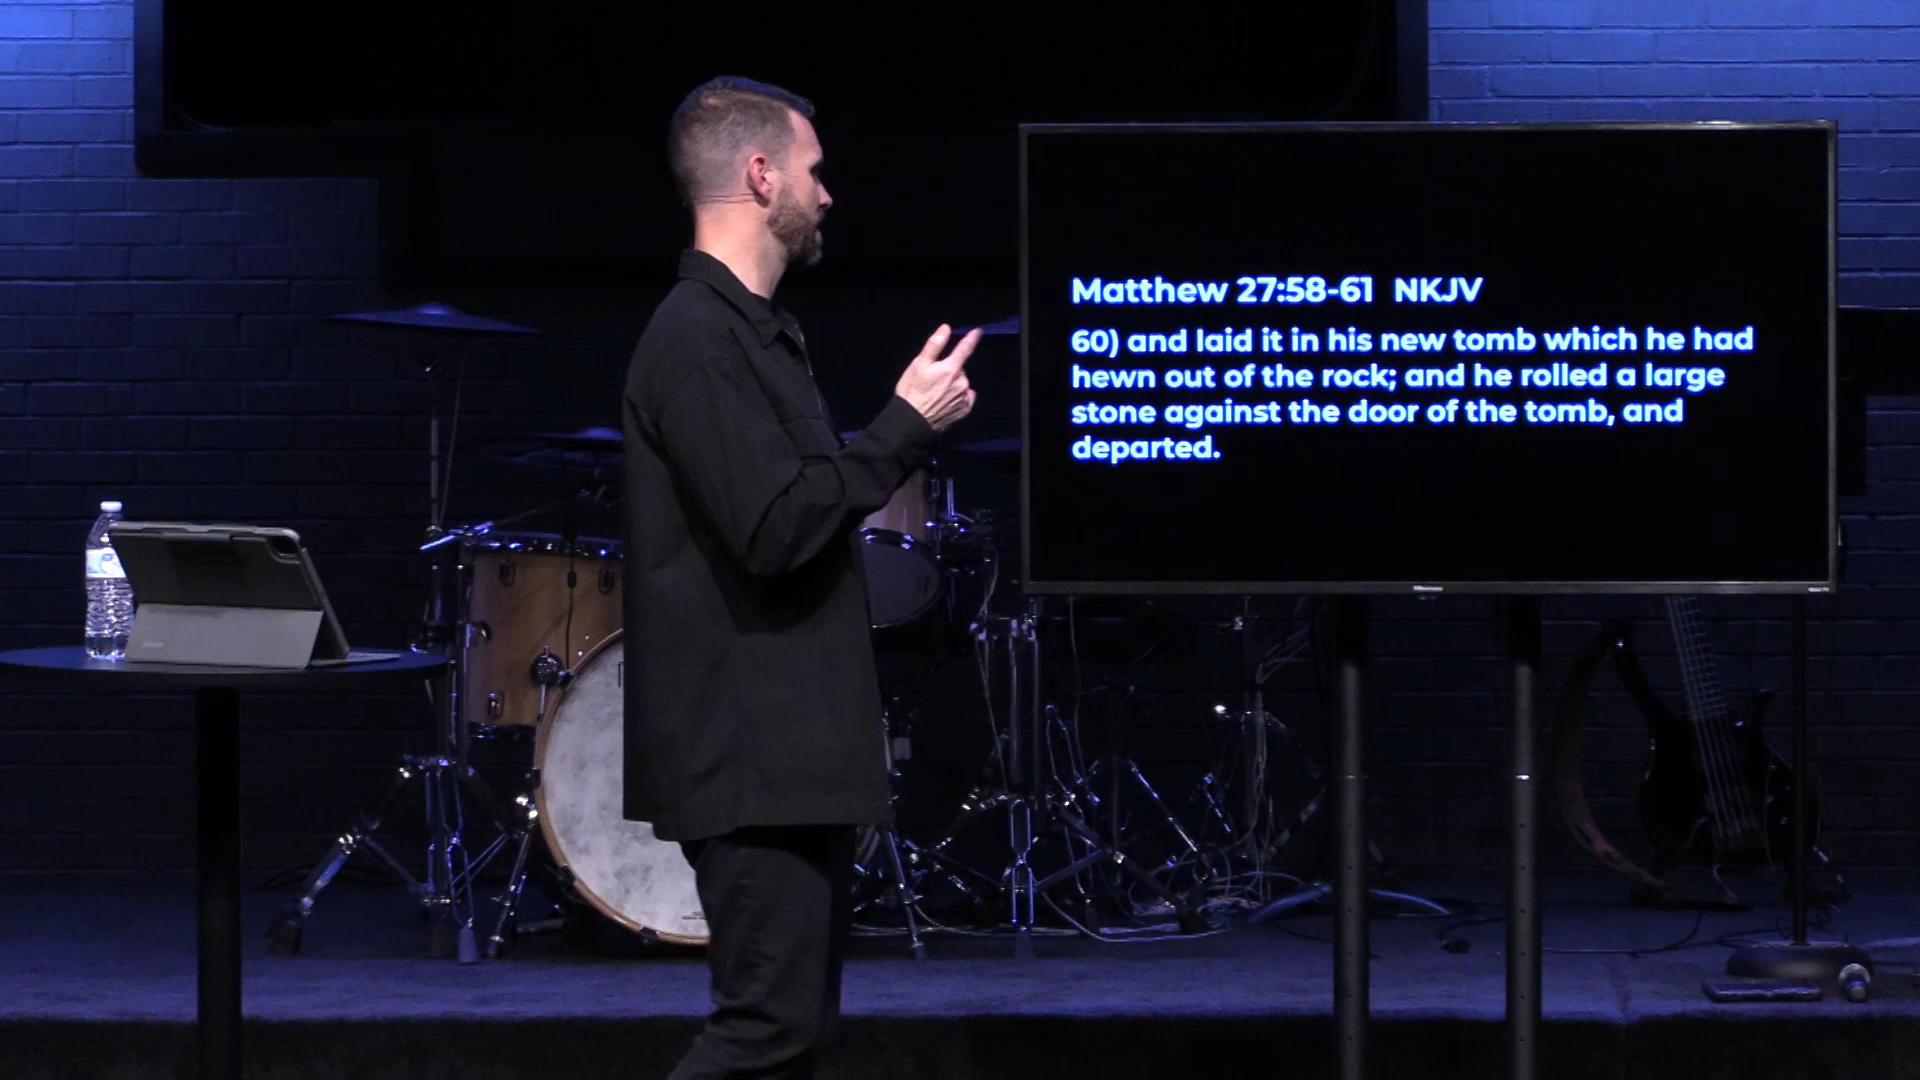 Matthew 27:58-61 NKJV
60) and laid it in his new tomb which he had
hewn out of the rock; and he rolled a large
stone against the door of the tomb, and
departed.